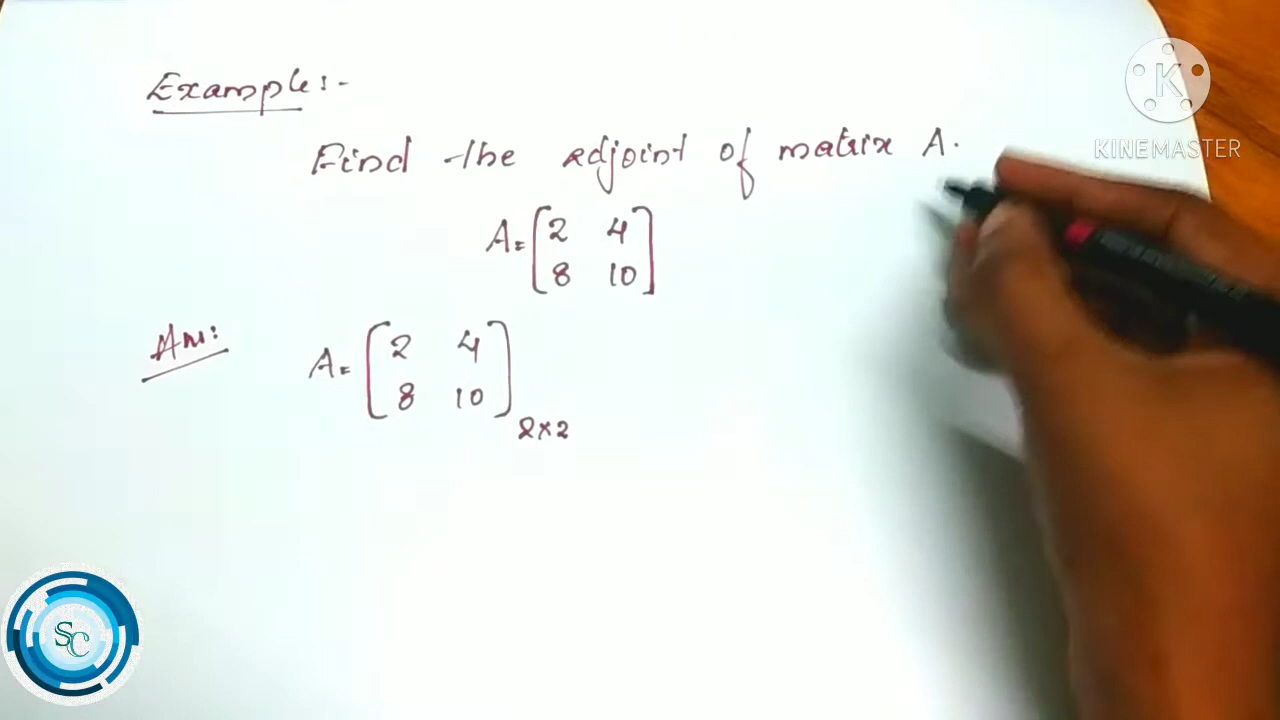 Example:-
Find the adjoint of matrix A.
A = [2 4
8 10]
Ans:
A = [2 4
8 10] 2×2
K
KINEMASTER
SC